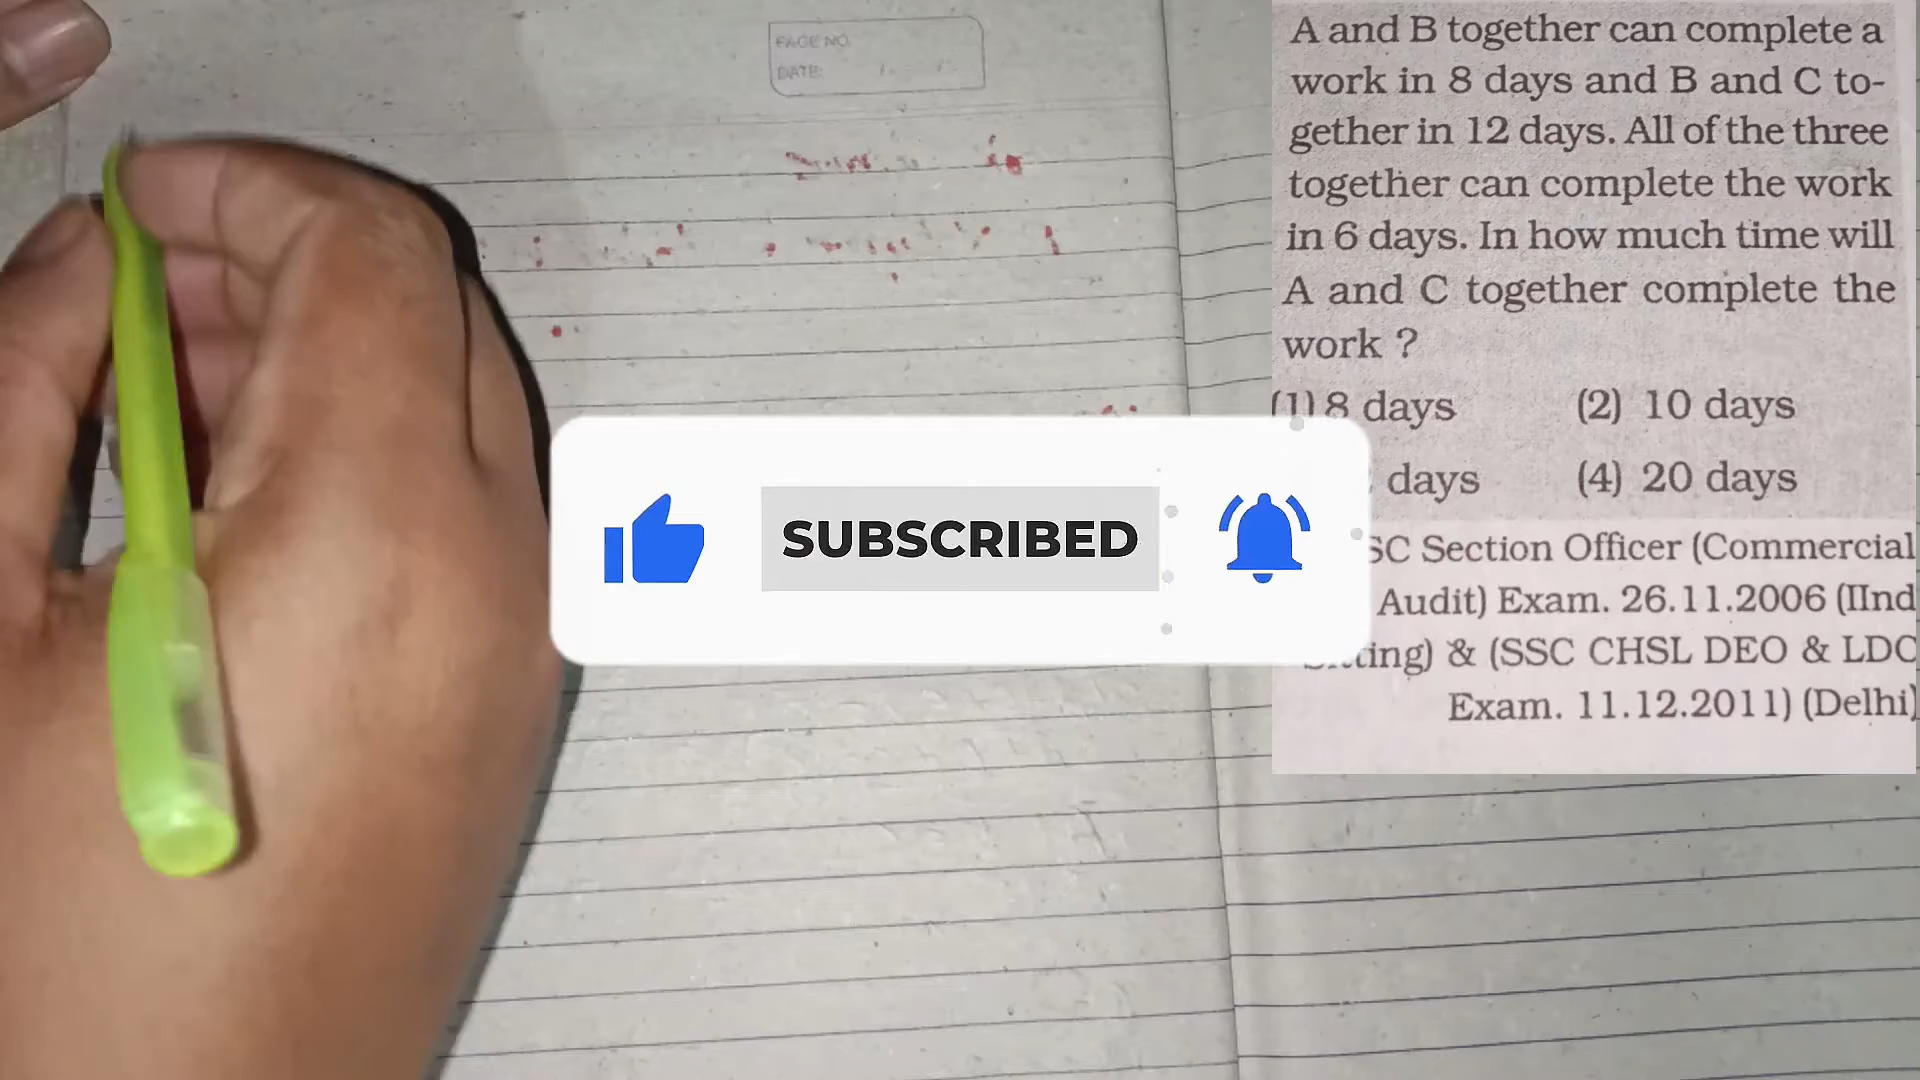 PAGE NO.
DATE:
A and B together can complete a
work in 8 days and B and C to-
gether in 12 days. All of the three
together can complete the work
in 6 days. In how much time will
A and C together complete the
work ?
(1) 8 days (2) 10 days
days (4) 20 days
SC Section Officer (Commercial
Audit) Exam. 26.11.2006 (IInd
ting) & (SSC CHSL DEO & LDC
Exam. 11.12.2011) (Delhi)
SUBSCRIBED